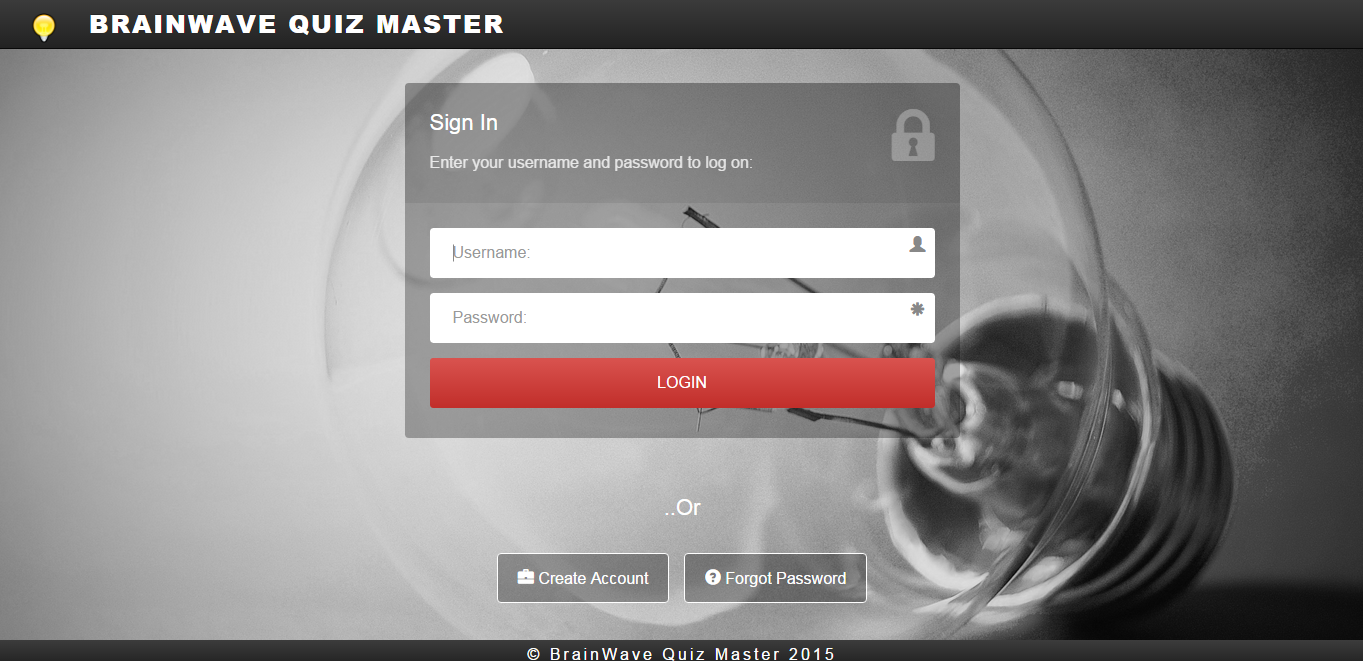 BRAINWAVE QUIZ MASTER
Sign In
Enter your username and password to log on:
Username:
Password:
LOGIN
..Or
Create Account
Forgot Password
© BrainWave Quiz Master 2015